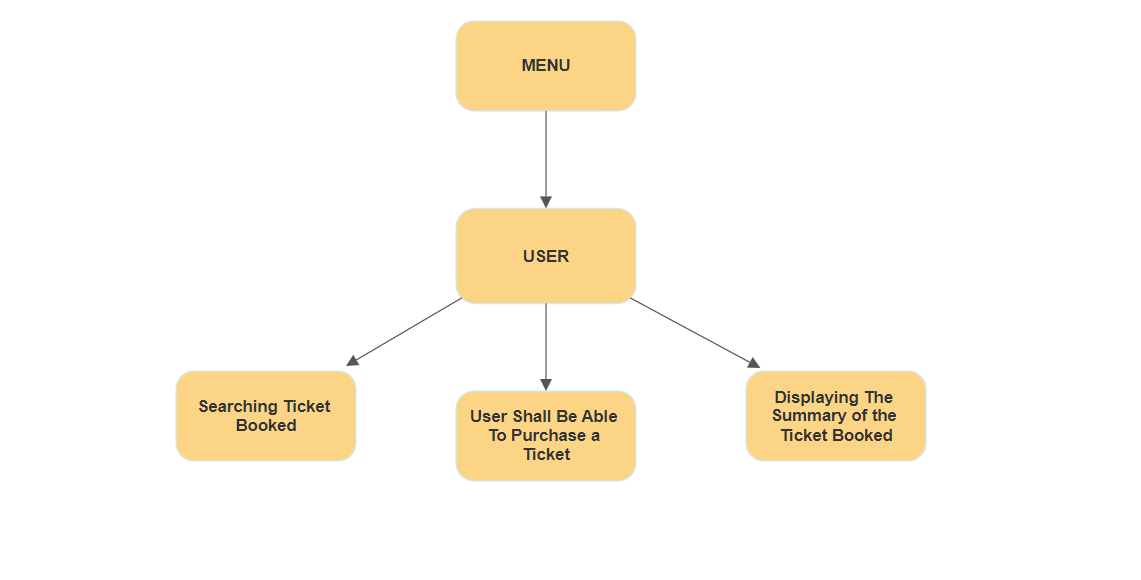 MENU
USER
Searching Ticket
Booked
User Shall Be Able
To Purchase a
Ticket
Displaying The
Summary of the
Ticket Booked